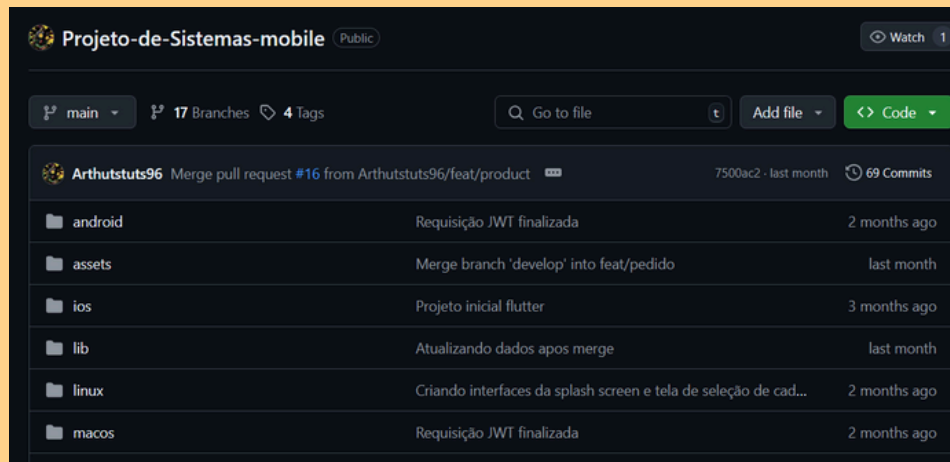 Projeto-de-Sistemas-mobile Public Watch 1
main 17 Branches 4 Tags Go to file t Add file Code
Arthutstuts96 Merge pull request #16 from Arthutstuts96/feat/product 7500ac2 · last month 69 Commits
android Requisição JWT finalizada 2 months ago
assets Merge branch 'develop' into feat/pedido last month
ios Projeto inicial flutter 3 months ago
lib Atualizando dados apos merge last month
linux Criando interfaces da splash screen e tela de seleção de cad... 2 months ago
macos Requisição JWT finalizada 2 months ago